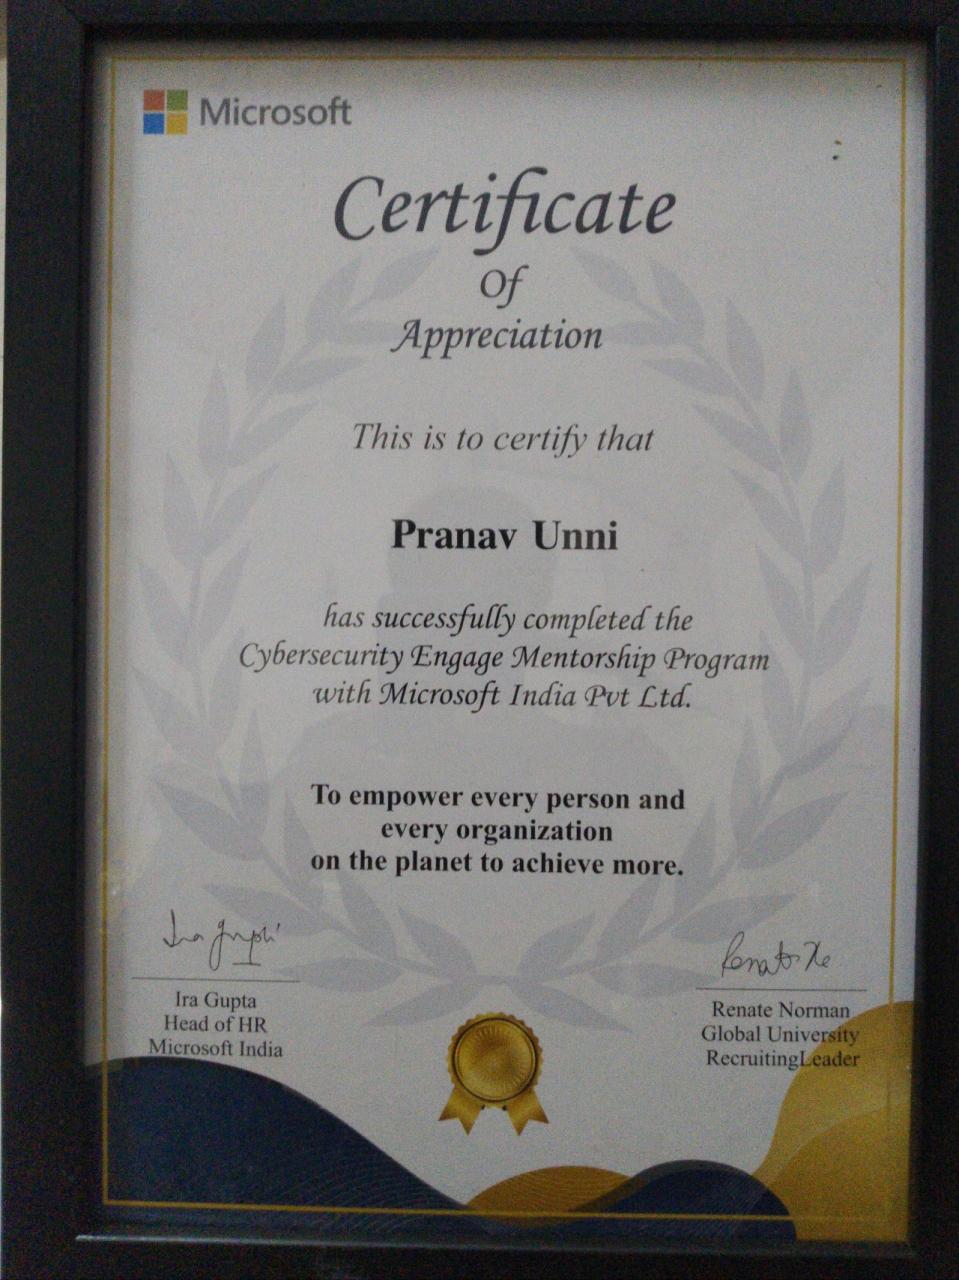 Microsoft
Certificate
Of
Appreciation
This is to certify that
Pranav Unni
has successfully completed the
Cybersecurity Engage Mentorship Program
with Microsoft India Pvt Ltd.
To empower every person and
every organization
on the planet to achieve more.
Ira Gupta
Ira Gupta
Head of HR
Microsoft India
Renate Norman
Global University
RecruitingLeader